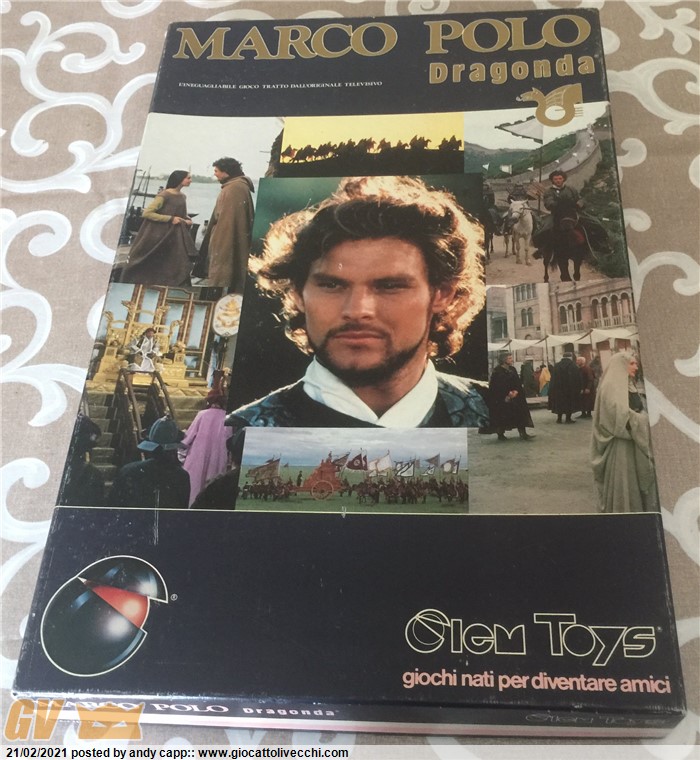 MARCO POLO
Dragonda
L'INEGUAGLIABILE GIOCO TRATTO DALL'ORIGINALE TELEVISIVO
®
Clem Toys
giochi nati per diventare amici
MARCO POLO Dragonda
GV
21/02/2021 posted by andy capp:: www.giocattolivecchi.com